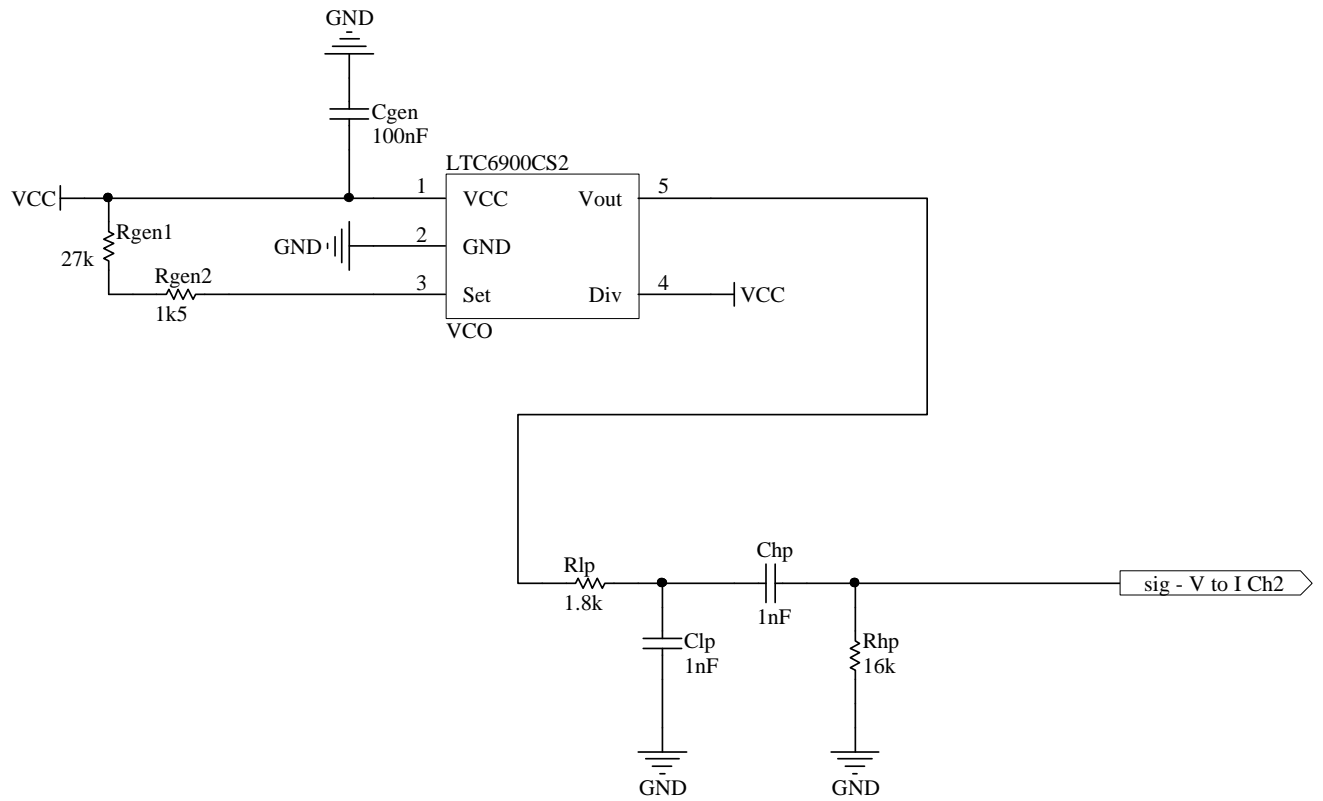 GND
Cgen
100nF
LTC6900CS2
VCC
1
VCC
Vout
5
Rgen1
27k
GND
2
GND
Rgen2
1k5
3
Set
Div
4
VCC
VCO
Rlp
1.8k
Chp
1nF
sig - V to I Ch2
Clp
1nF
Rhp
16k
GND
GND